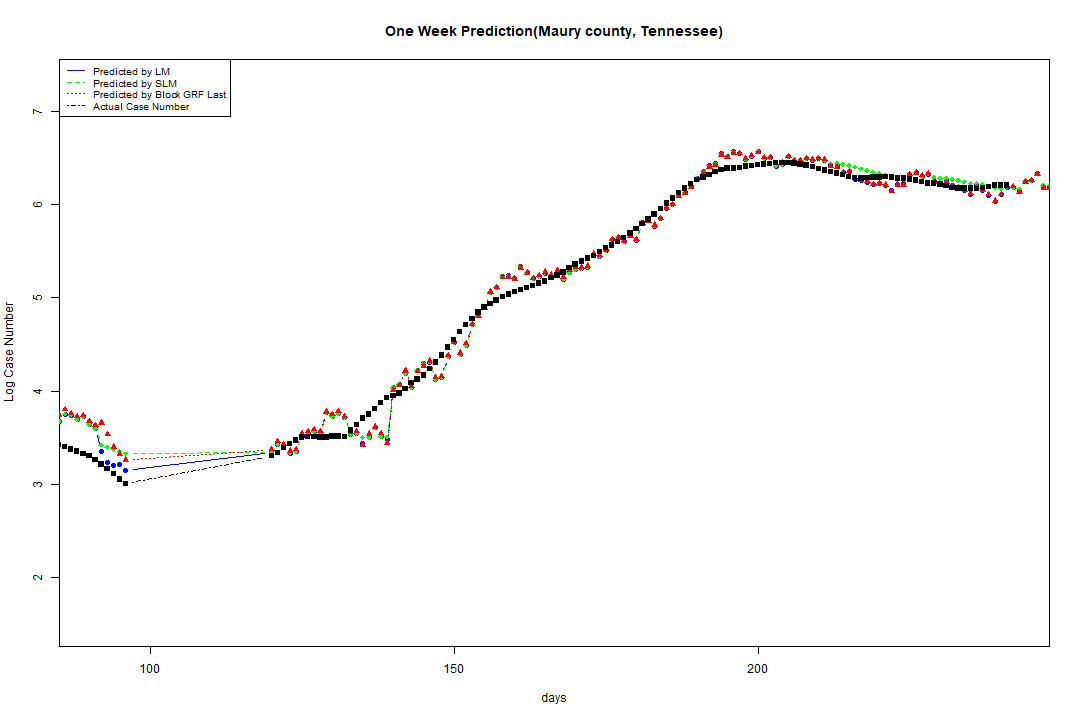 One Week Prediction(Maury county, Tennessee)
Predicted by LM
Predicted by SLM
Predicted by Block GRF Last
Actual Case Number
7
6
5
4
3
2
Log Case Number
100
150
200
days